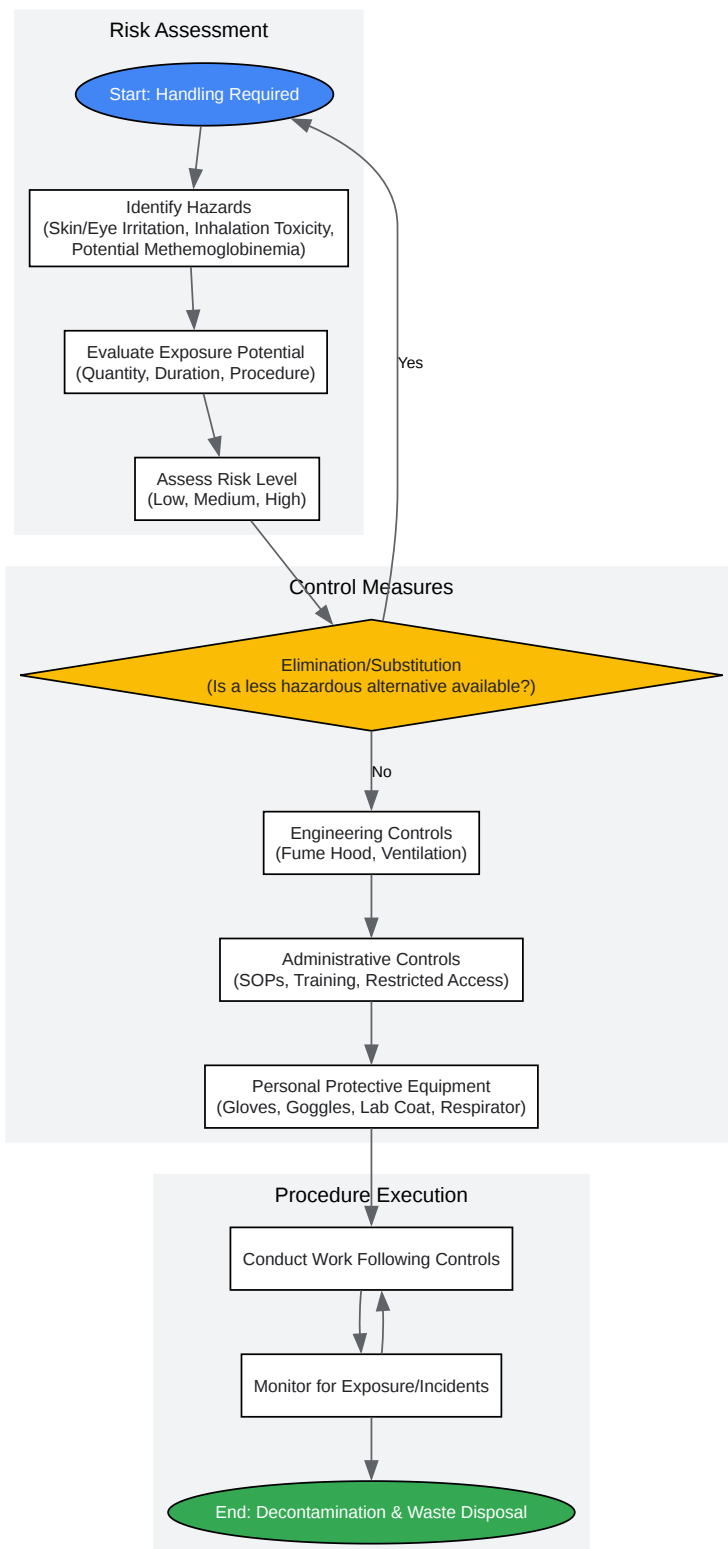 Risk Assessment
Start: Handling Required
Identify Hazards
(Skin/Eye Irritation, Inhalation Toxicity,
Potential Methemoglobinemia)
Evaluate Exposure Potential
(Quantity, Duration, Procedure)
Yes
Assess Risk Level
(Low, Medium, High)
Control Measures
Elimination/Substitution
(Is a less hazardous alternative available?)
No
Engineering Controls
(Fume Hood, Ventilation)
Administrative Controls
(SOPs, Training, Restricted Access)
Personal Protective Equipment
(Gloves, Goggles, Lab Coat, Respirator)
Procedure Execution
Conduct Work Following Controls
Monitor for Exposure/Incidents
End: Decontamination & Waste Disposal